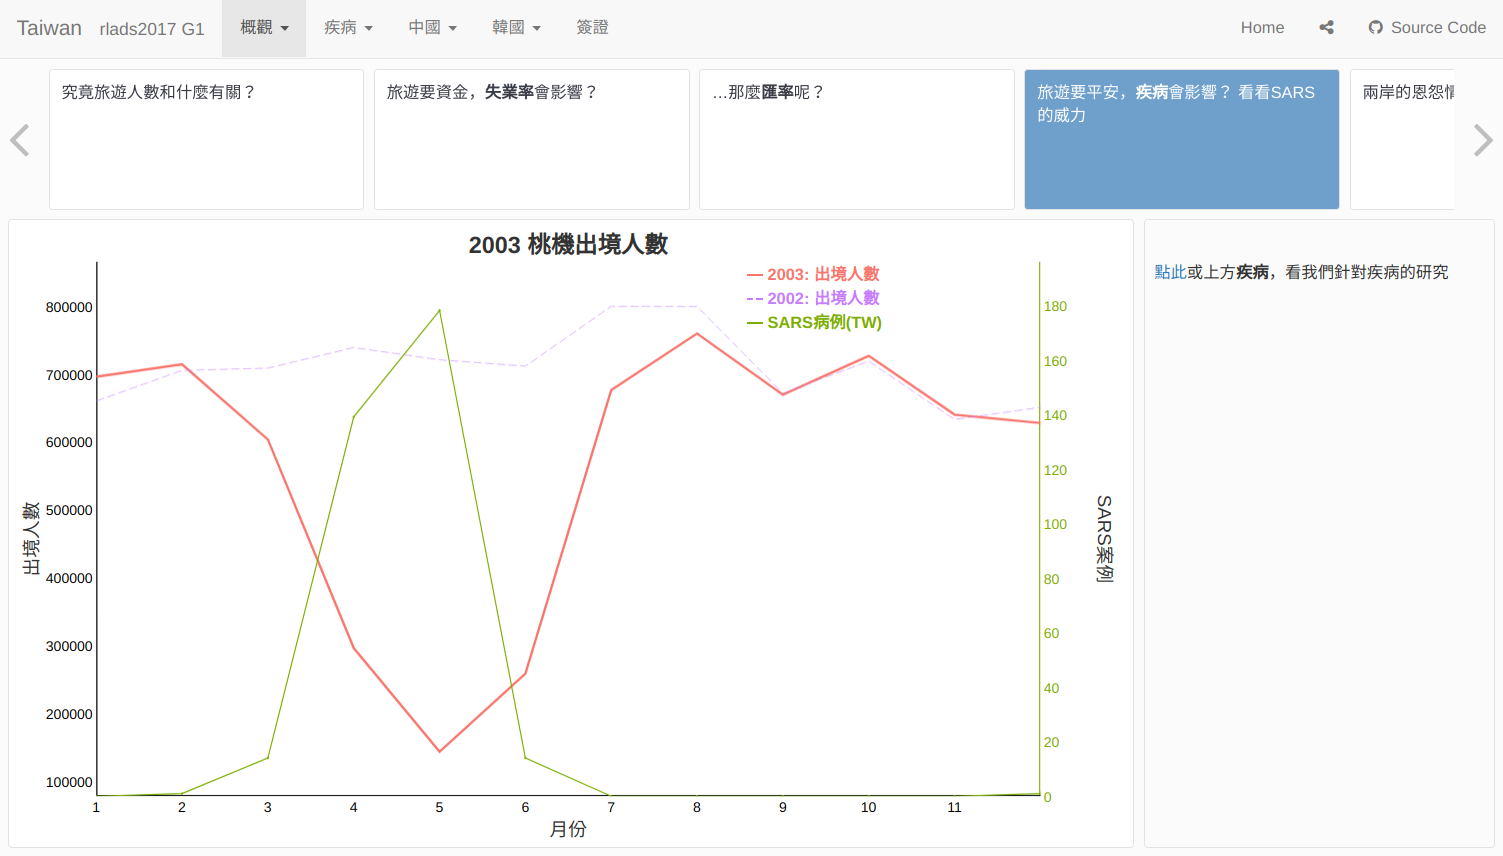 Taiwan rlads2017 G1 概觀 疾病 中國 韓國 簽證 Home Source Code
究竟旅遊人數和什麼有關？
旅遊要資金，失業率會影響？
…那麼匯率呢？
旅遊要平安，疾病會影響？ 看看SARS
的威力
兩岸的恩怨
2003 桃機出境人數
2003: 出境人數
2002: 出境人數
SARS病例(TW)
800000
700000
600000
500000
400000
300000
200000
100000
出境人數
1 2 3 4 5 6 7 8 9 10 11
月份
180
160
140
120
100
80
60
40
20
0
SARS案例
點此或上方疾病，看我們針對疾病的研究